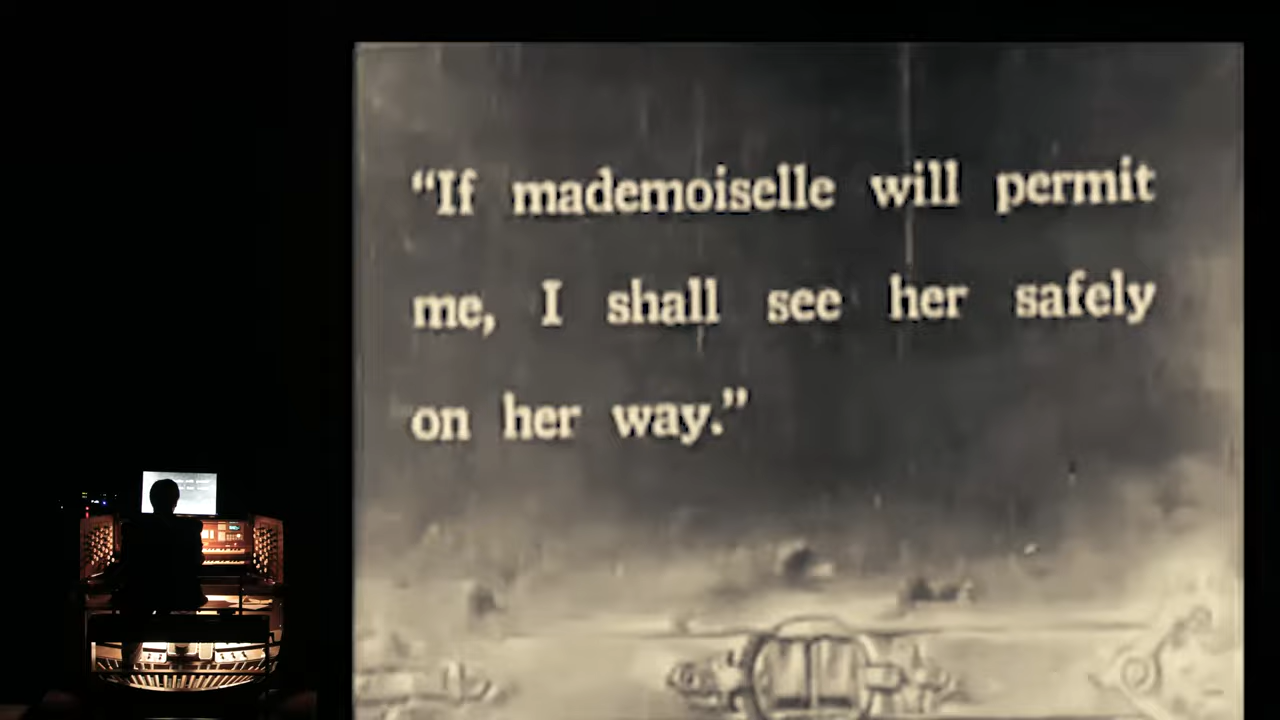 “If mademoiselle will permit
me, I shall see her safely
on her way.”